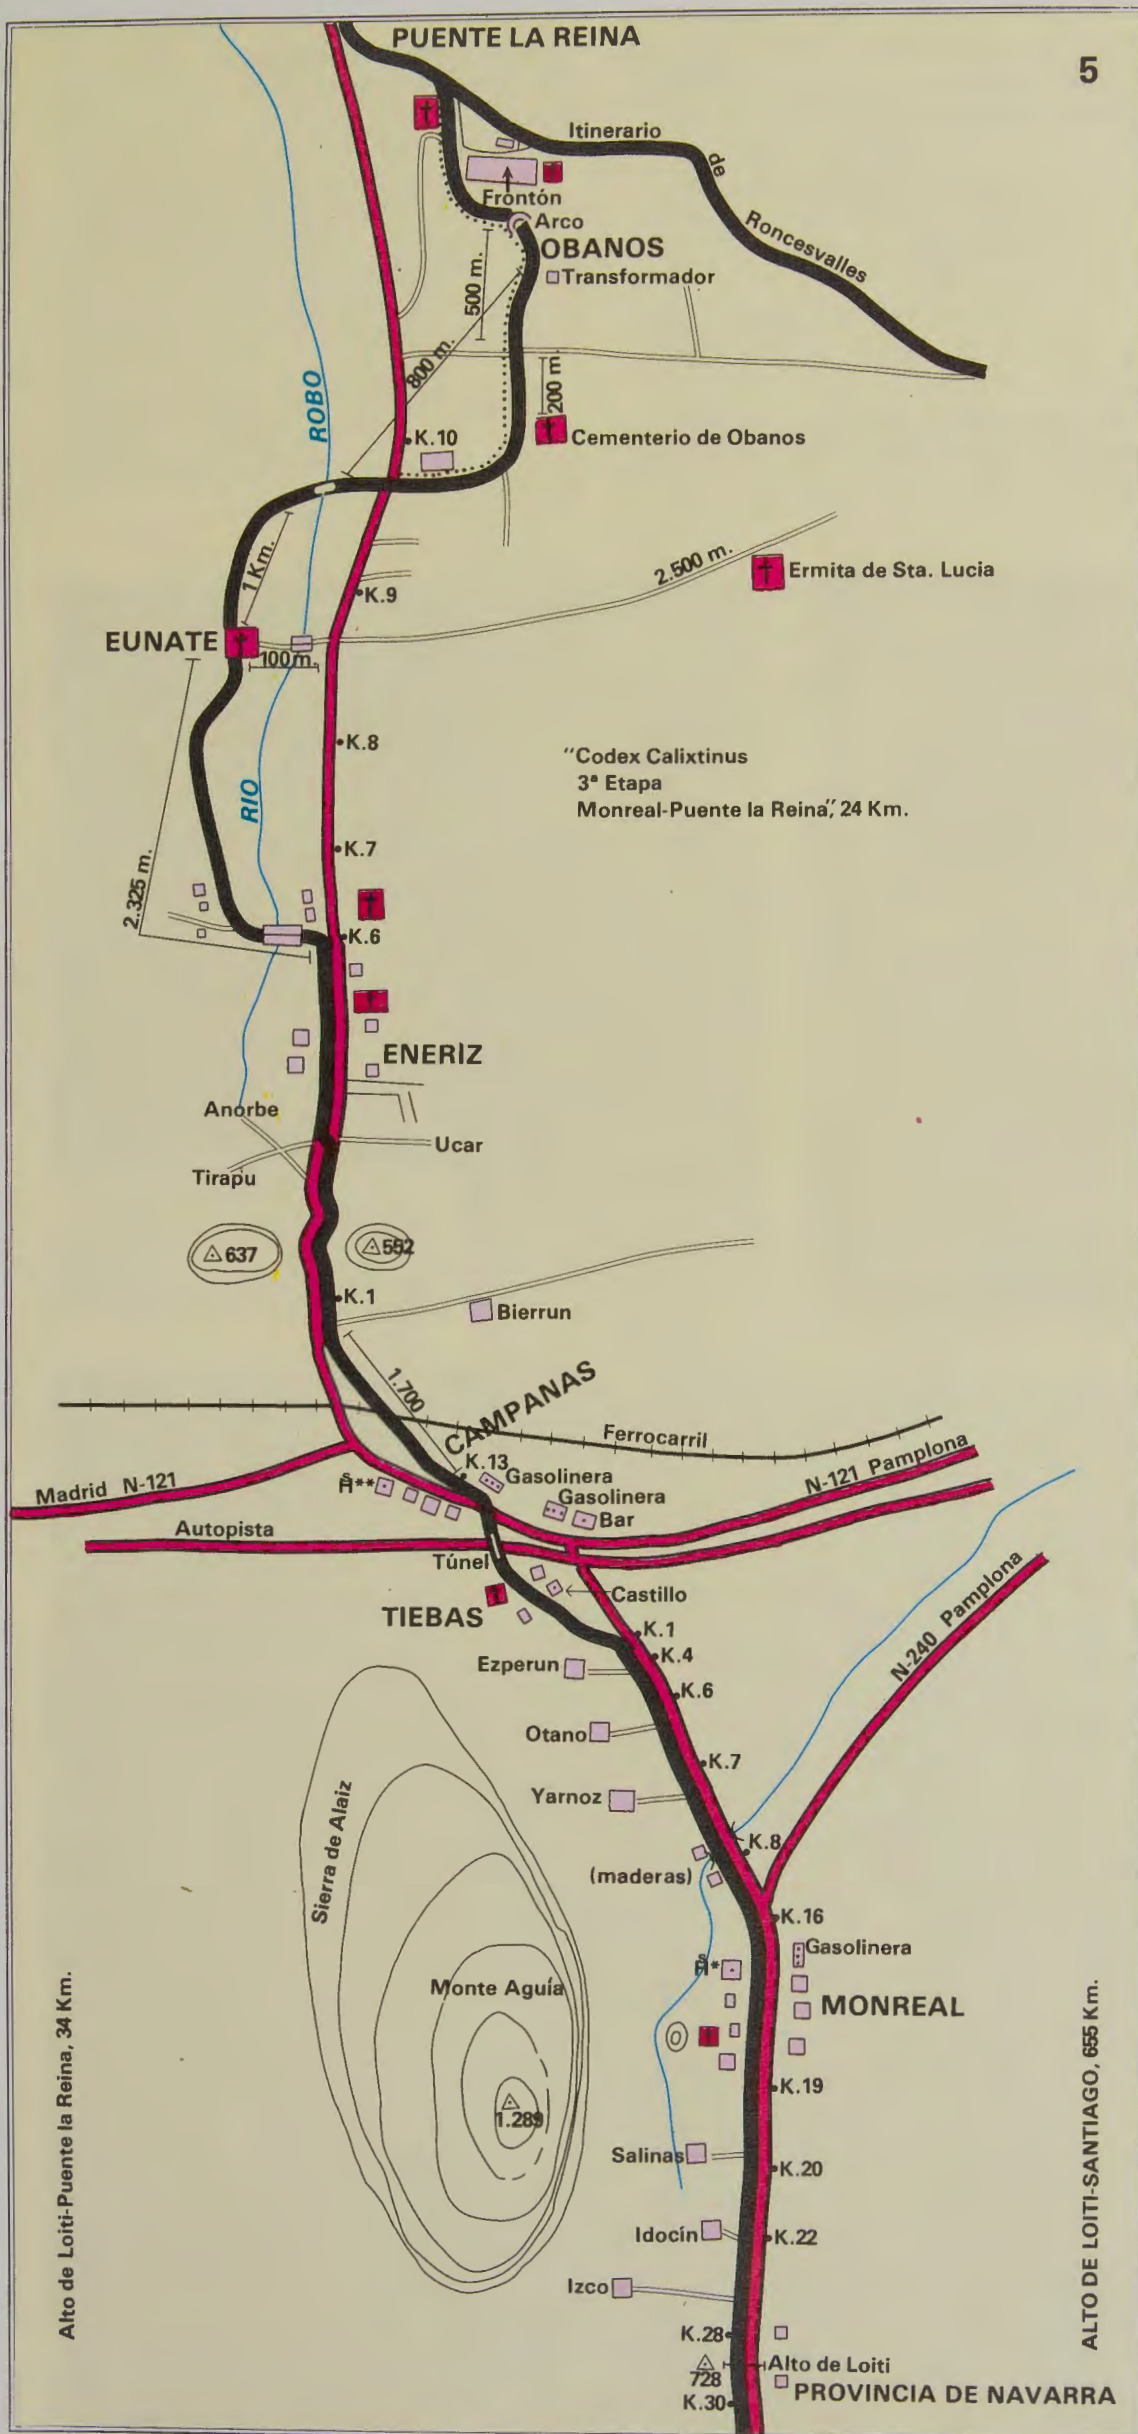 PUENTE LA REINA
5
Itinerario
de
Roncesvalles
Frontón
Arco
OBANOS
Transformador
500 m.
800 m.
200 m.
ROBO
K.10
Cementerio de Obanos
1 Km.
2.500 m.
Ermita de Sta. Lucia
K.9
EUNATE
100 m.
K.8
"Codex Calixtinus
3ª Etapa
Monreal-Puente la Reina", 24 Km.
RIO
K.7
2.325 m.
K.6
ENERÌZ
Anorbe
Ucar
Tirapu
637
552
K.1
Bierrun
1.700
CAMPANAS
Ferrocarril
K.13
Gasolinera
N-121 Pamplona
HS**
Gasolinera
Madrid N-121
Bar
Autopista
Túnel
Castillo
TIEBAS
K.1
K.4
Ezperun
N-240 Pamplona
K.6
Otano
K.7
Yarnoz
Sierra de Alaiz
K.8
(maderas)
K.16
Gasolinera
HS*
Monte Aguía
MONREAL
K.19
1.289
Salinas
K.20
Idocín
K.22
Izco
K.28
Alto de Loiti
728
PROVINCIA DE NAVARRA
K.30
Alto de Loiti-Puente la Reina, 34 Km.
ALTO DE LOITI-SANTIAGO, 655 Km.